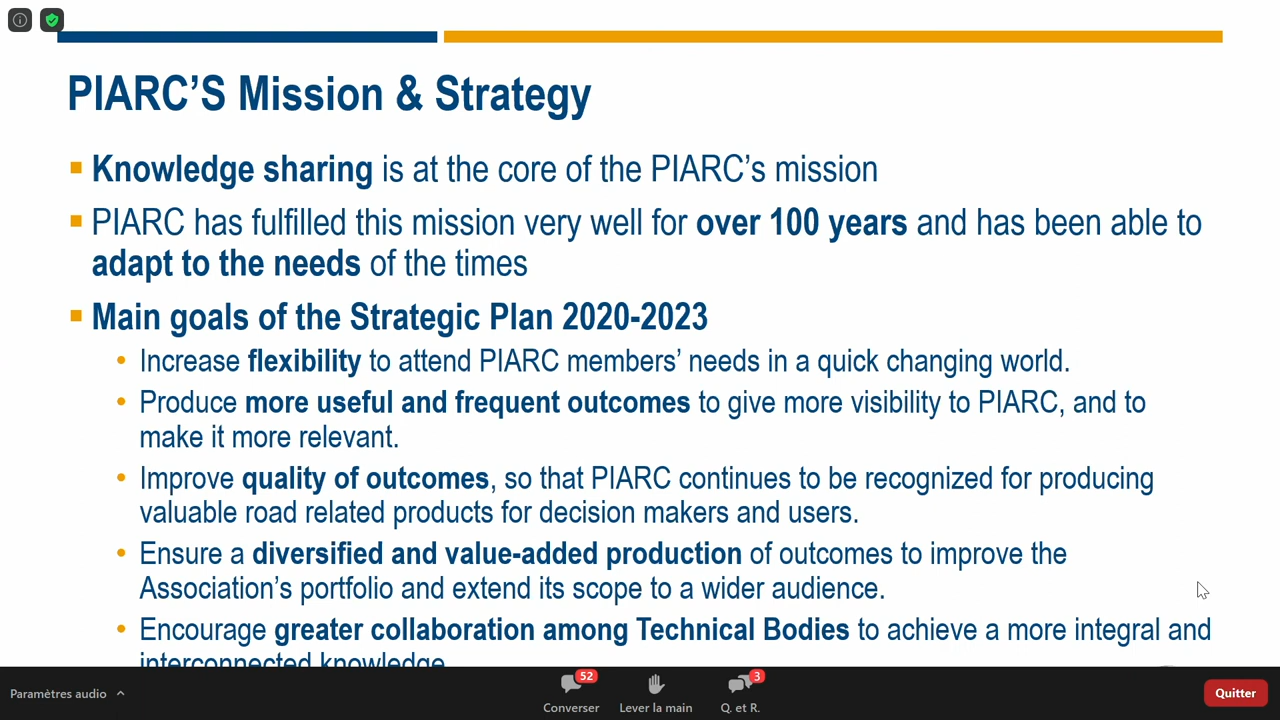 PIARC’S Mission & Strategy
Knowledge sharing is at the core of the PIARC’s mission
PIARC has fulfilled this mission very well for over 100 years and has been able to
adapt to the needs of the times
Main goals of the Strategic Plan 2020-2023
Increase flexibility to attend PIARC members’ needs in a quick changing world.
Produce more useful and frequent outcomes to give more visibility to PIARC, and to
make it more relevant.
Improve quality of outcomes, so that PIARC continues to be recognized for producing
valuable road related products for decision makers and users.
Ensure a diversified and value-added production of outcomes to improve the
Association’s portfolio and extend its scope to a wider audience.
Encourage greater collaboration among Technical Bodies to achieve a more integral and
interconnected knowledge
Paramètres audio
52
3
Converser
Lever la main
Q. et R.
Quitter